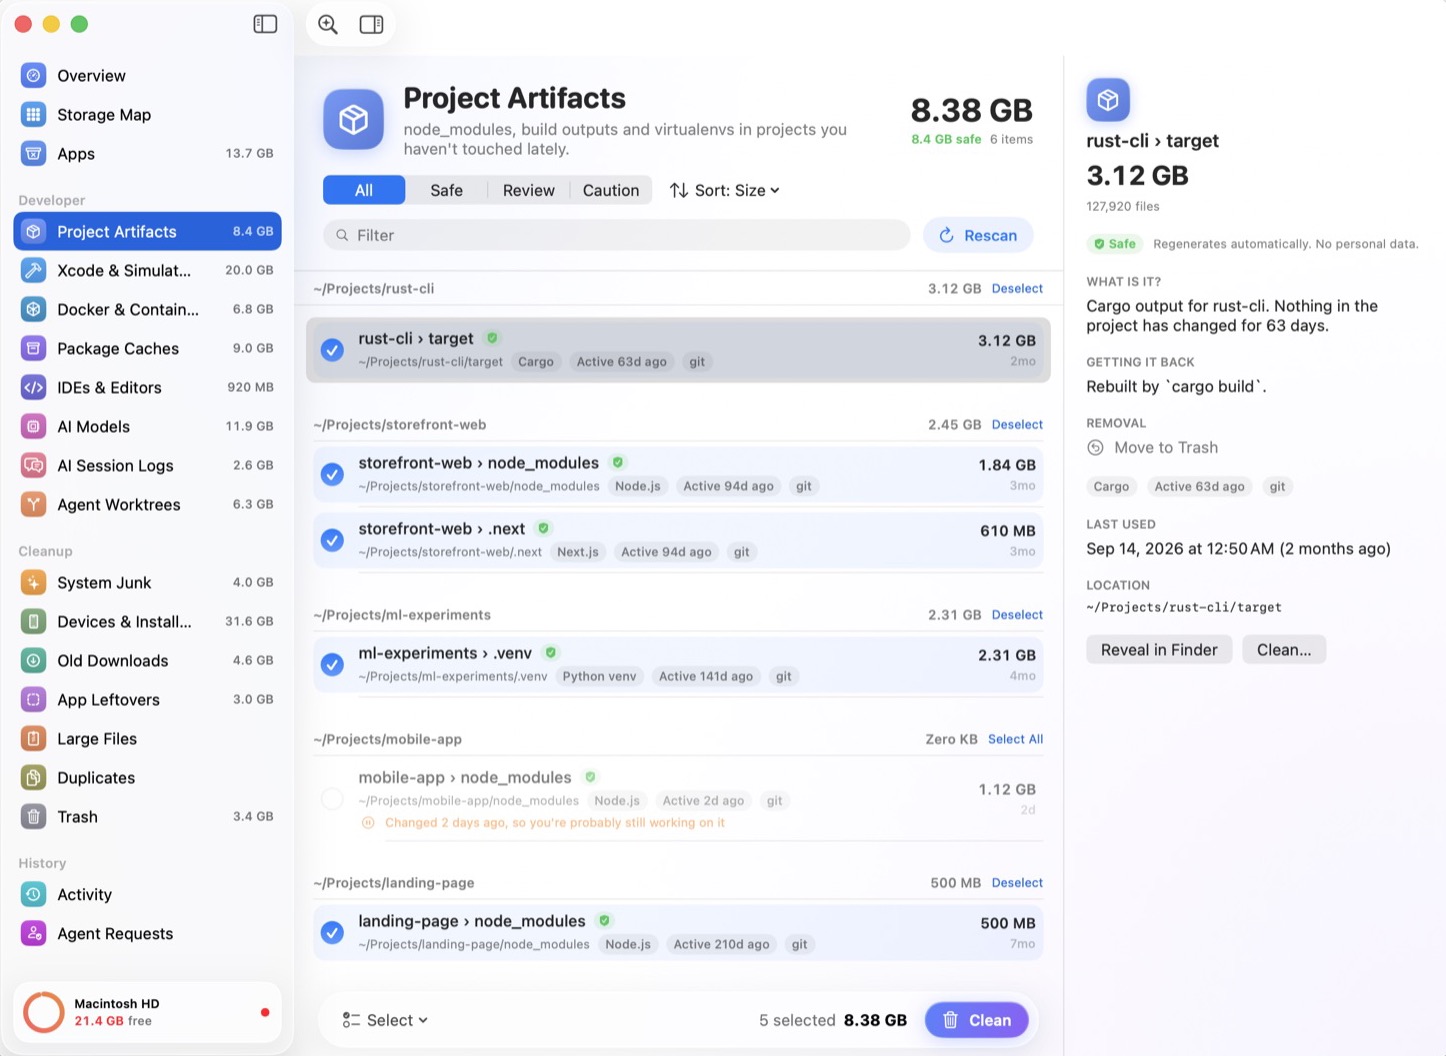 Overview
Storage Map
Apps 13.7 GB
Developer
Project Artifacts 8.4 GB
Xcode & Simulat... 20.0 GB
Docker & Contain... 6.8 GB
Package Caches 9.0 GB
IDEs & Editors 920 MB
AI Models 11.9 GB
AI Session Logs 2.6 GB
Agent Worktrees 6.3 GB
Cleanup
System Junk 4.0 GB
Devices & Install... 31.6 GB
Old Downloads 4.6 GB
App Leftovers 3.0 GB
Large Files
Duplicates
Trash 3.4 GB
History
Activity
Agent Requests
Macintosh HD
21.4 GB free
Project Artifacts
node_modules, build outputs and virtualenvs in projects you
haven't touched lately.
8.38 GB
8.4 GB safe 6 items
All Safe Review Caution Sort: Size
Filter
Rescan
~/Projects/rust-cli 3.12 GB Deselect
rust-cli › target 3.12 GB
~/Projects/rust-cli/target Cargo Active 63d ago git 2mo
~/Projects/storefront-web 2.45 GB Deselect
storefront-web › node_modules 1.84 GB
~/Projects/storefront-web/node_modules Node.js Active 94d ago git 3mo
storefront-web › .next 610 MB
~/Projects/storefront-web/.next Next.js Active 94d ago git 3mo
~/Projects/ml-experiments 2.31 GB Deselect
ml-experiments › .venv 2.31 GB
~/Projects/ml-experiments/.venv Python venv Active 141d ago git 4mo
~/Projects/mobile-app Zero KB Select All
mobile-app › node_modules 1.12 GB
~/Projects/mobile-app/node_modules Node.js Active 2d ago git 2d
Changed 2 days ago, so you're probably still working on it
~/Projects/landing-page 500 MB Deselect
landing-page › node_modules 500 MB
~/Projects/landing-page/node_modules Node.js Active 210d ago git 7mo
Select 5 selected 8.38 GB Clean
rust-cli › target
3.12 GB
127,920 files
Safe Regenerates automatically. No personal data.
WHAT IS IT?
Cargo output for rust-cli. Nothing in the
project has changed for 63 days.
GETTING IT BACK
Rebuilt by `cargo build`.
REMOVAL
Move to Trash
Cargo Active 63d ago git
LAST USED
Sep 14, 2026 at 12:50 AM (2 months ago)
LOCATION
~/Projects/rust-cli/target
Reveal in Finder Clean...